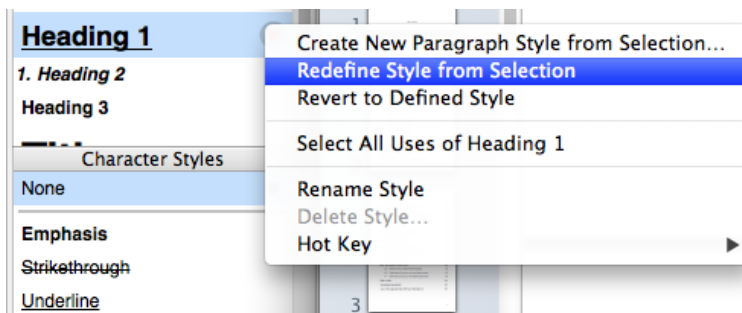 Heading 1
1. Heading 2
Heading 3
Character Styles
None
Emphasis
Strikethrough
Underline
1
Create New Paragraph Style from Selection...
Redefine Style from Selection
Revert to Defined Style
Select All Uses of Heading 1
Rename Style
Delete Style...
Hot Key
3